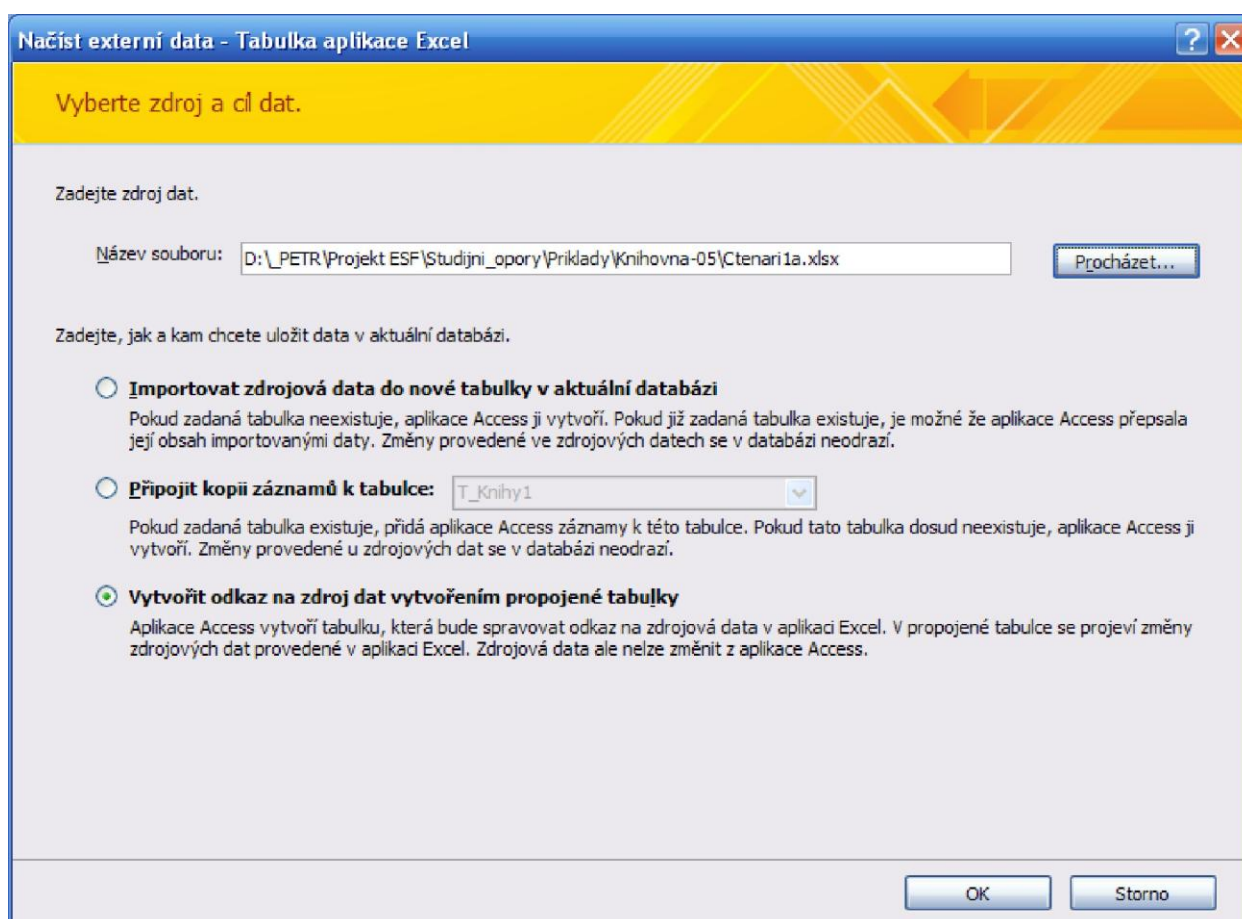 Načíst externí data - Tabulka aplikace Excel
Vyberte zdroj a cíl dat.
Zadejte zdroj dat.
Název souboru:
D:\_PETR\Projekt ESF\Studijni_opory\Priklady\Knihovna-05\Ctenari1a.xlsx
Procházet...
Zadejte, jak a kam chcete uložit data v aktuální databázi.
Importovat zdrojová data do nové tabulky v aktuální databázi
Pokud zadaná tabulka neexistuje, aplikace Access ji vytvoří. Pokud již zadaná tabulka existuje, je možné že aplikace Access přepsala
její obsah importovanými daty. Změny provedené ve zdrojových datech se v databázi neodrazí.
Připojit kopii záznamů k tabulce:
T_Knihy1
Pokud zadaná tabulka existuje, přidá aplikace Access záznamy k této tabulce. Pokud tato tabulka dosud neexistuje, aplikace Access ji
vytvoří. Změny provedené u zdrojových dat se v databázi neodrazí.
Vytvořit odkaz na zdroj dat vytvořením propojené tabulky
Aplikace Access vytvoří tabulku, která bude spravovat odkaz na zdrojová data v aplikaci Excel. V propojené tabulce se projeví změny
zdrojových dat provedené v aplikaci Excel. Zdrojová data ale nelze změnit z aplikace Access.
OK
Storno